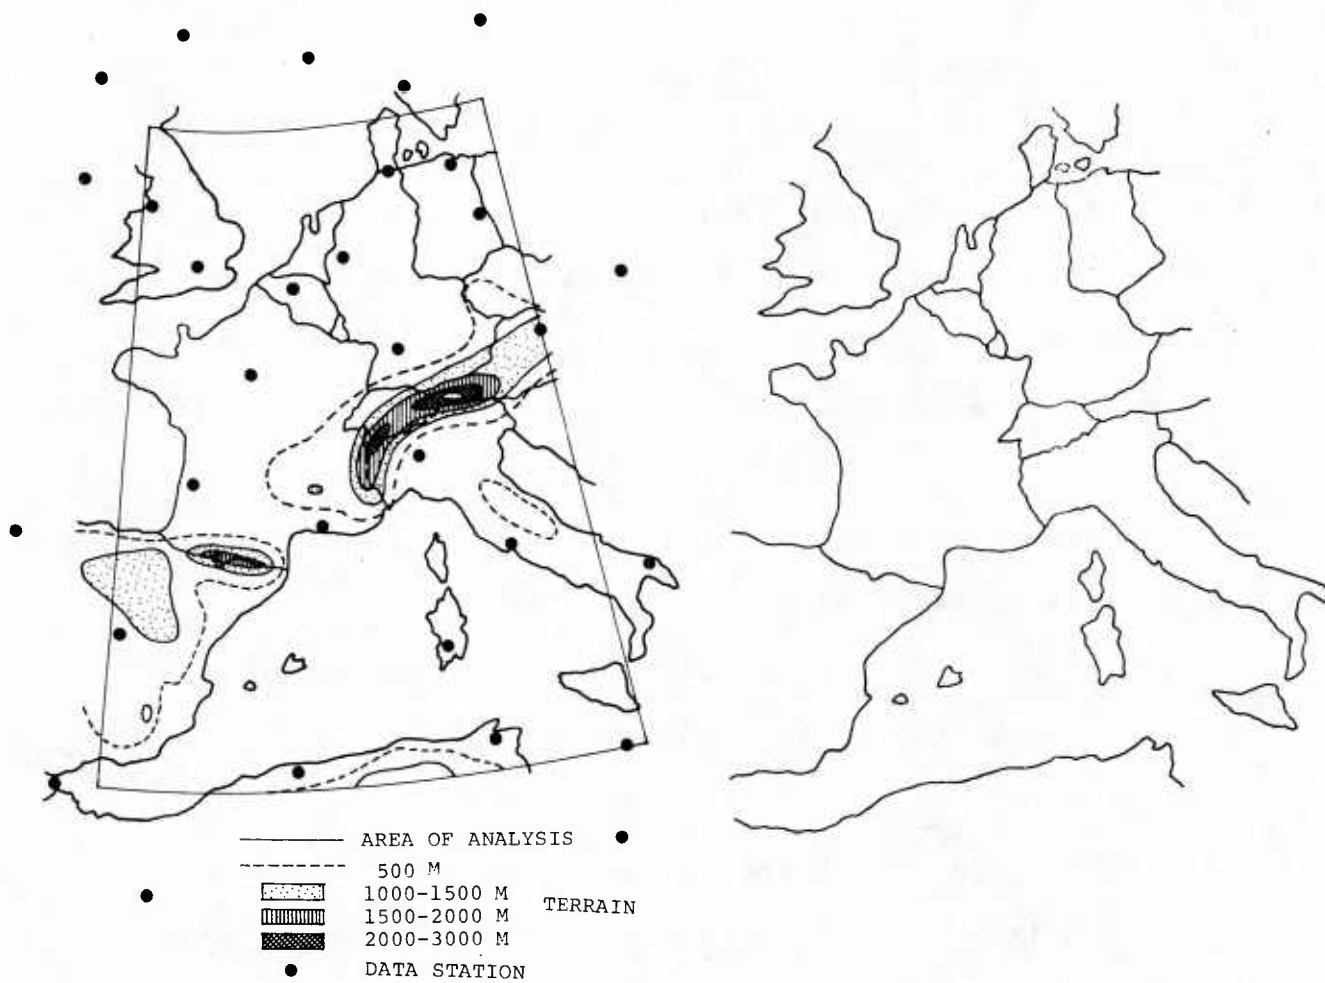 AREA OF ANALYSIS
500 M
1000-1500 M
TERRAIN
1500-2000 M
2000-3000 M
DATA STATION